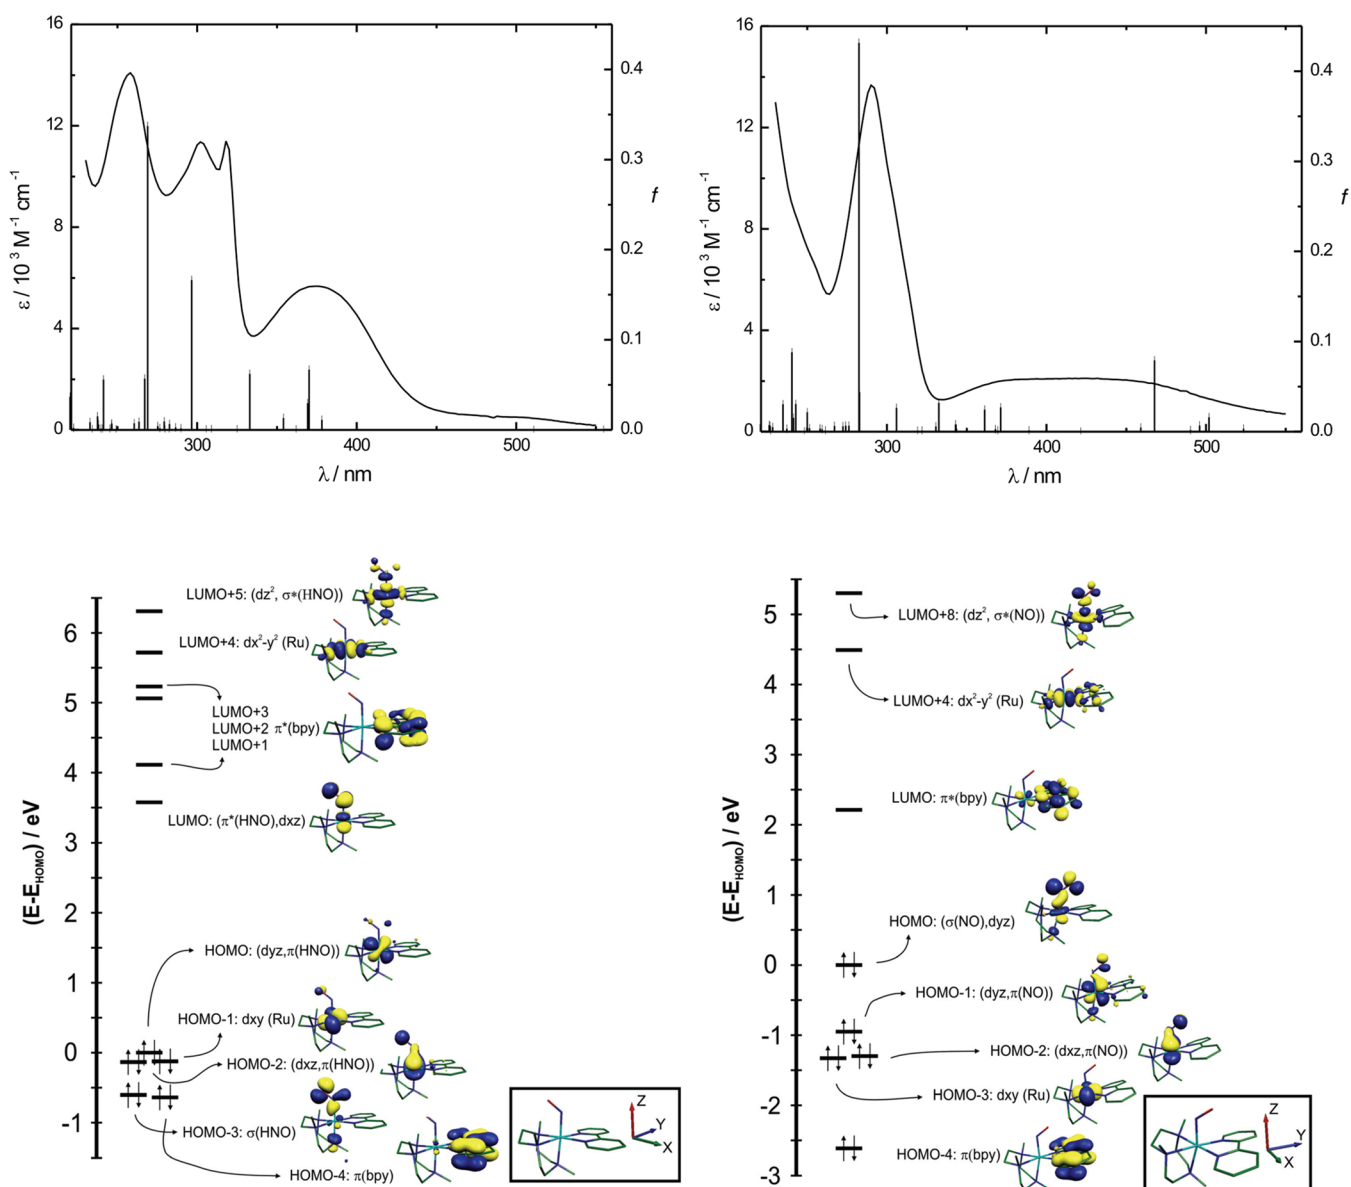 16
12
8
4
0
ε / 10 3 M-1 cm-1
0.4
0.3
0.2
0.1
0.0
f
300
400
500
λ / nm
16
12
8
4
0
ε / 10 3 M-1 cm-1
0.4
0.3
0.2
0.1
0.0
f
300
400
500
λ / nm
(E-EHOMO) / eV
6
5
4
3
2
1
0
-1
LUMO+5: (dz2, σ*(HNO))
LUMO+4: dx2-y2 (Ru)
LUMO+3
LUMO+2 π*(bpy)
LUMO+1
LUMO: (π*(HNO),dxz)
HOMO: (dyz,π(HNO))
HOMO-1: dxy (Ru)
HOMO-2: (dxz,π(HNO))
HOMO-3: σ(HNO)
HOMO-4: π(bpy)
Z
Y
X
(E-EHOMO) / eV
5
4
3
2
1
0
-1
-2
-3
LUMO+8: (dz2, σ*(NO))
LUMO+4: dx2-y2 (Ru)
LUMO: π*(bpy)
HOMO: (σ(NO),dyz)
HOMO-1: (dyz,π(NO))
HOMO-2: (dxz,π(NO))
HOMO-3: dxy (Ru)
HOMO-4: π(bpy)
Z
Y
X